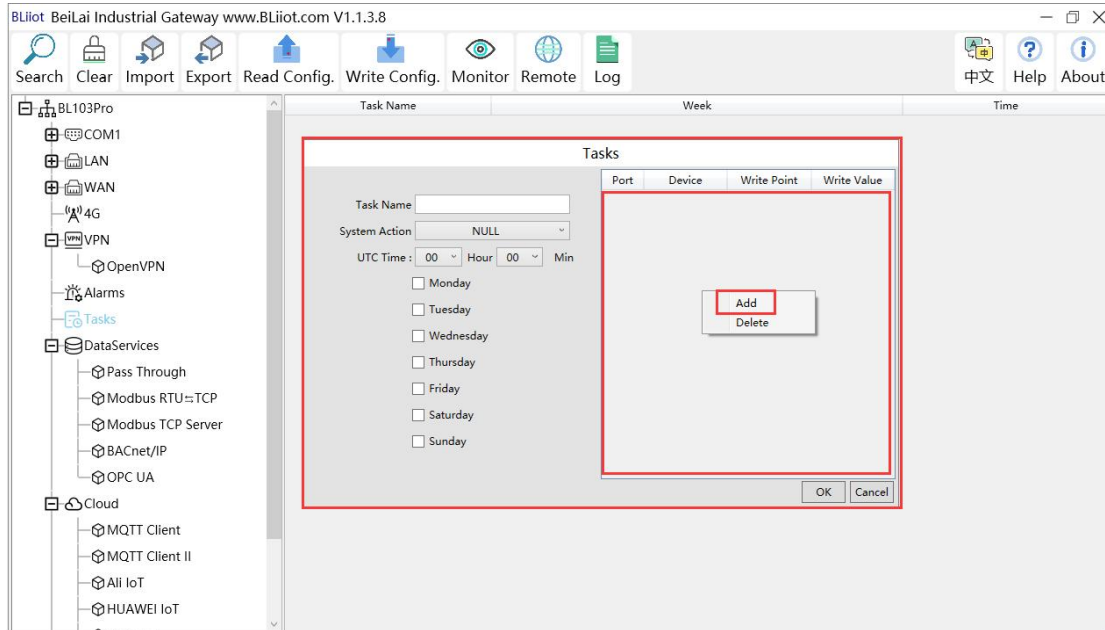 BLiiot BeiLai Industrial Gateway www.BLiiot.com V1.1.3.8
Search Clear Import Export Read Config. Write Config. Monitor Remote Log 中文 Help About
BL103Pro
COM1
LAN
WAN
4G
VPN
OpenVPN
Alarms
Tasks
DataServices
Pass Through
Modbus RTU⇆TCP
Modbus TCP Server
BACnet/IP
OPC UA
Cloud
MQTT Client
MQTT Client II
Ali IoT
HUAWEI IoT
Task Name Week Time
Tasks
Task Name
System Action NULL
UTC Time : 00 Hour 00 Min
Monday
Tuesday
Wednesday
Thursday
Friday
Saturday
Sunday
Port Device Write Point Write Value
Add
Delete
OK Cancel